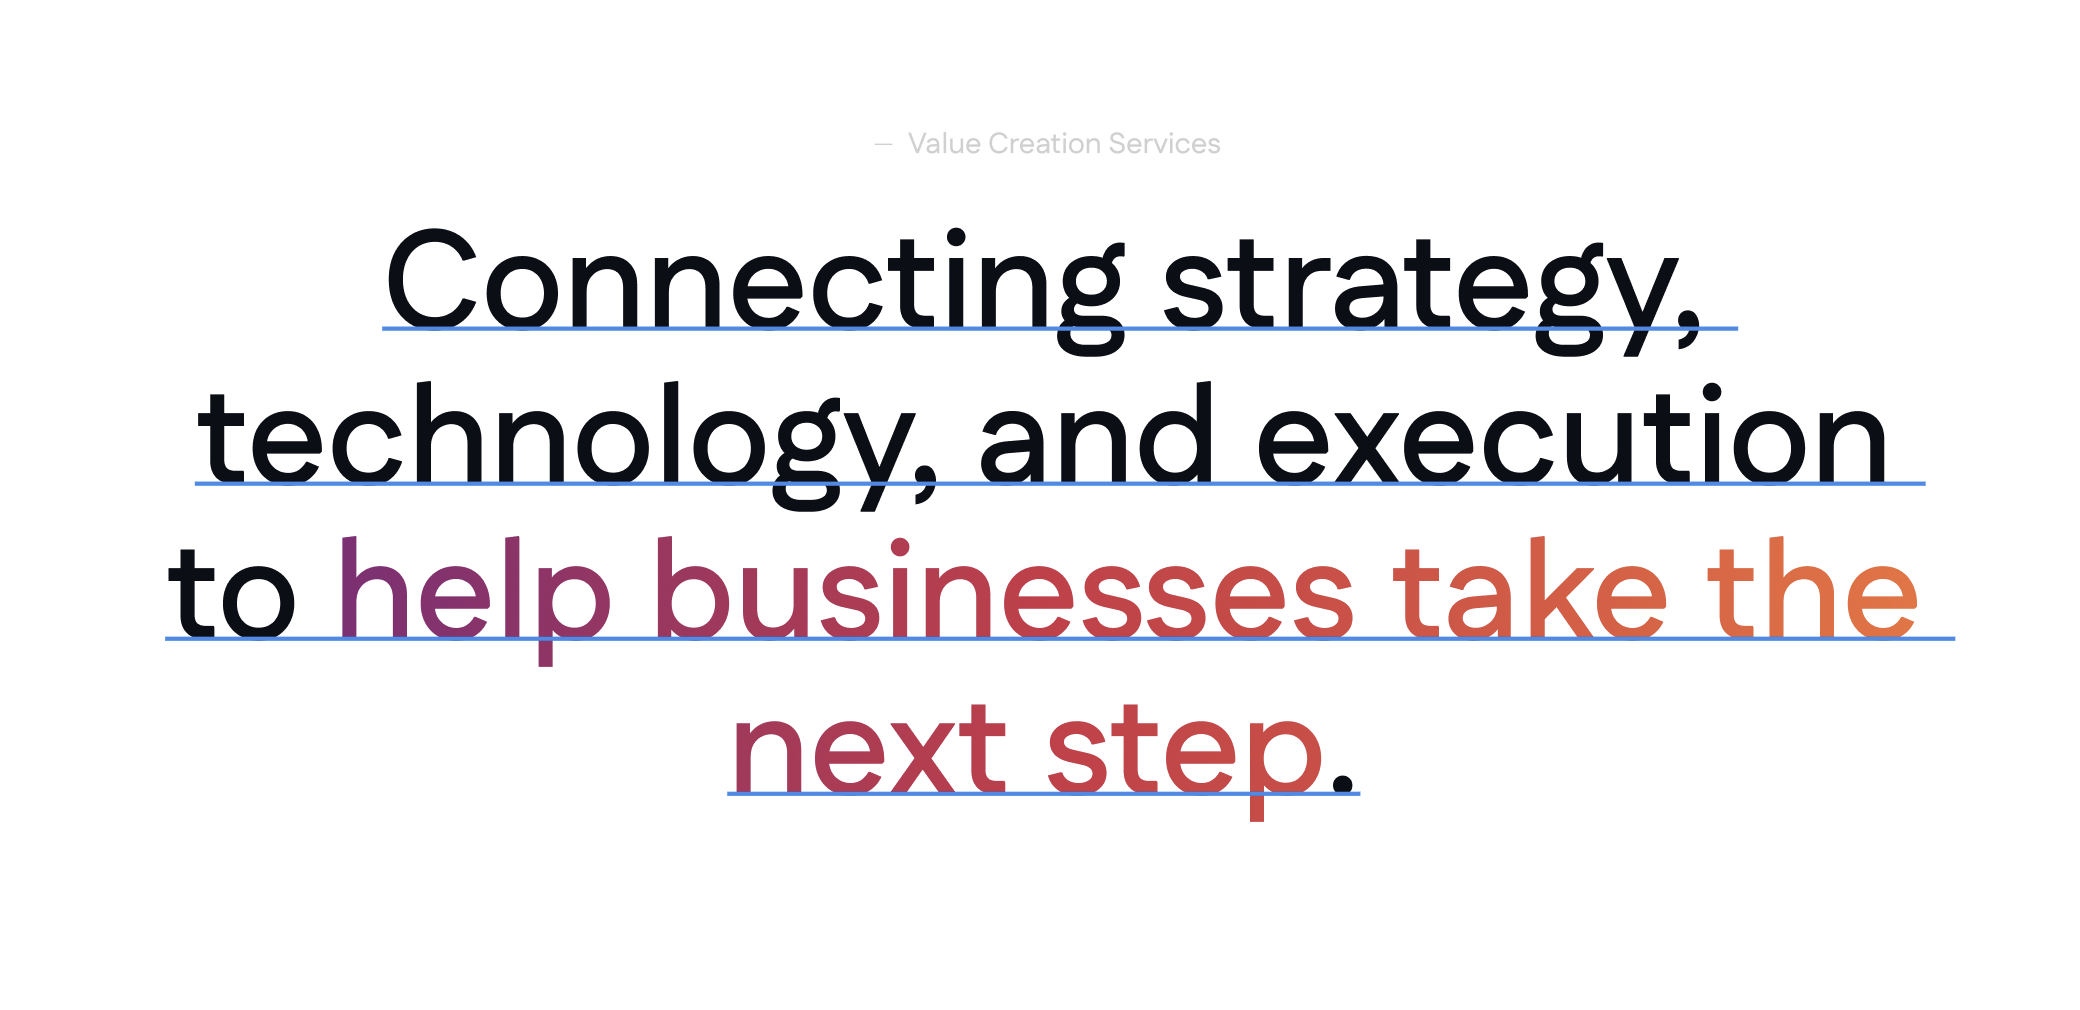 — Value Creation Services
Connecting strategy,
technology, and execution
to help businesses take the
next step.